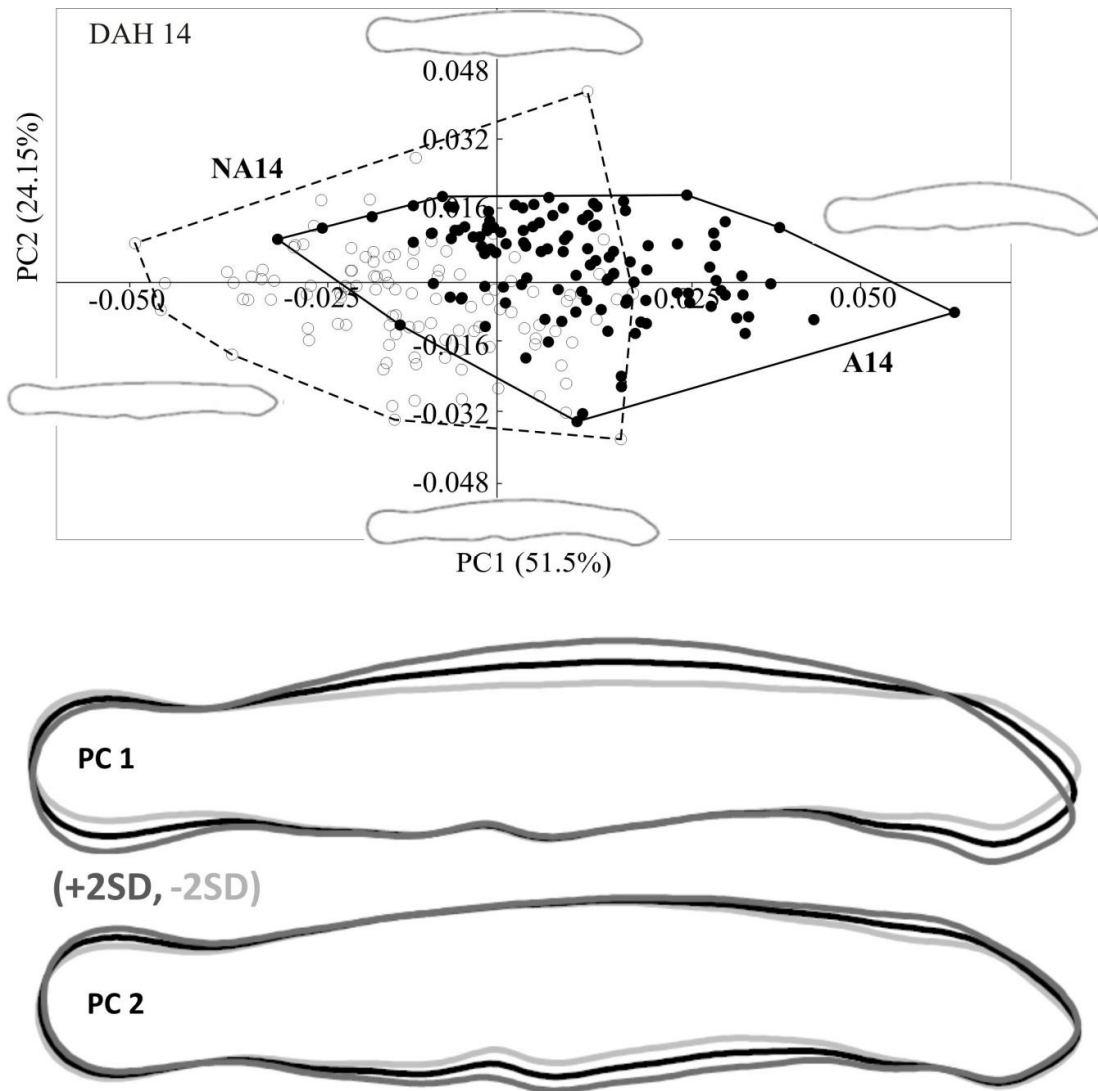 DAH 14
0.048
0.032
NA14
0.016
PC2 (24.15%)
-0.050
-0.025
0.025
0.050
-0.016
A14
-0.032
-0.048
PC1 (51.5%)
PC 1
(+2SD, -2SD)
PC 2